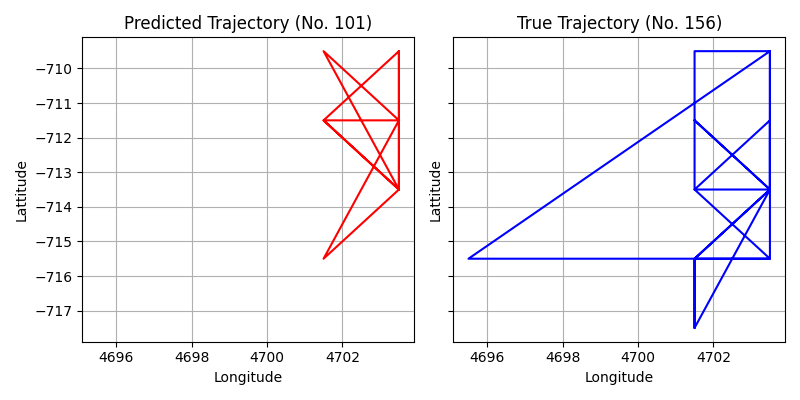 Predicted Trajectory (No. 101)
True Trajectory (No. 156)
Lattitude
−710
−711
−712
−713
−714
−715
−716
−717
4696
4698
4700
4702
Longitude
Lattitude
4696
4698
4700
4702
Longitude